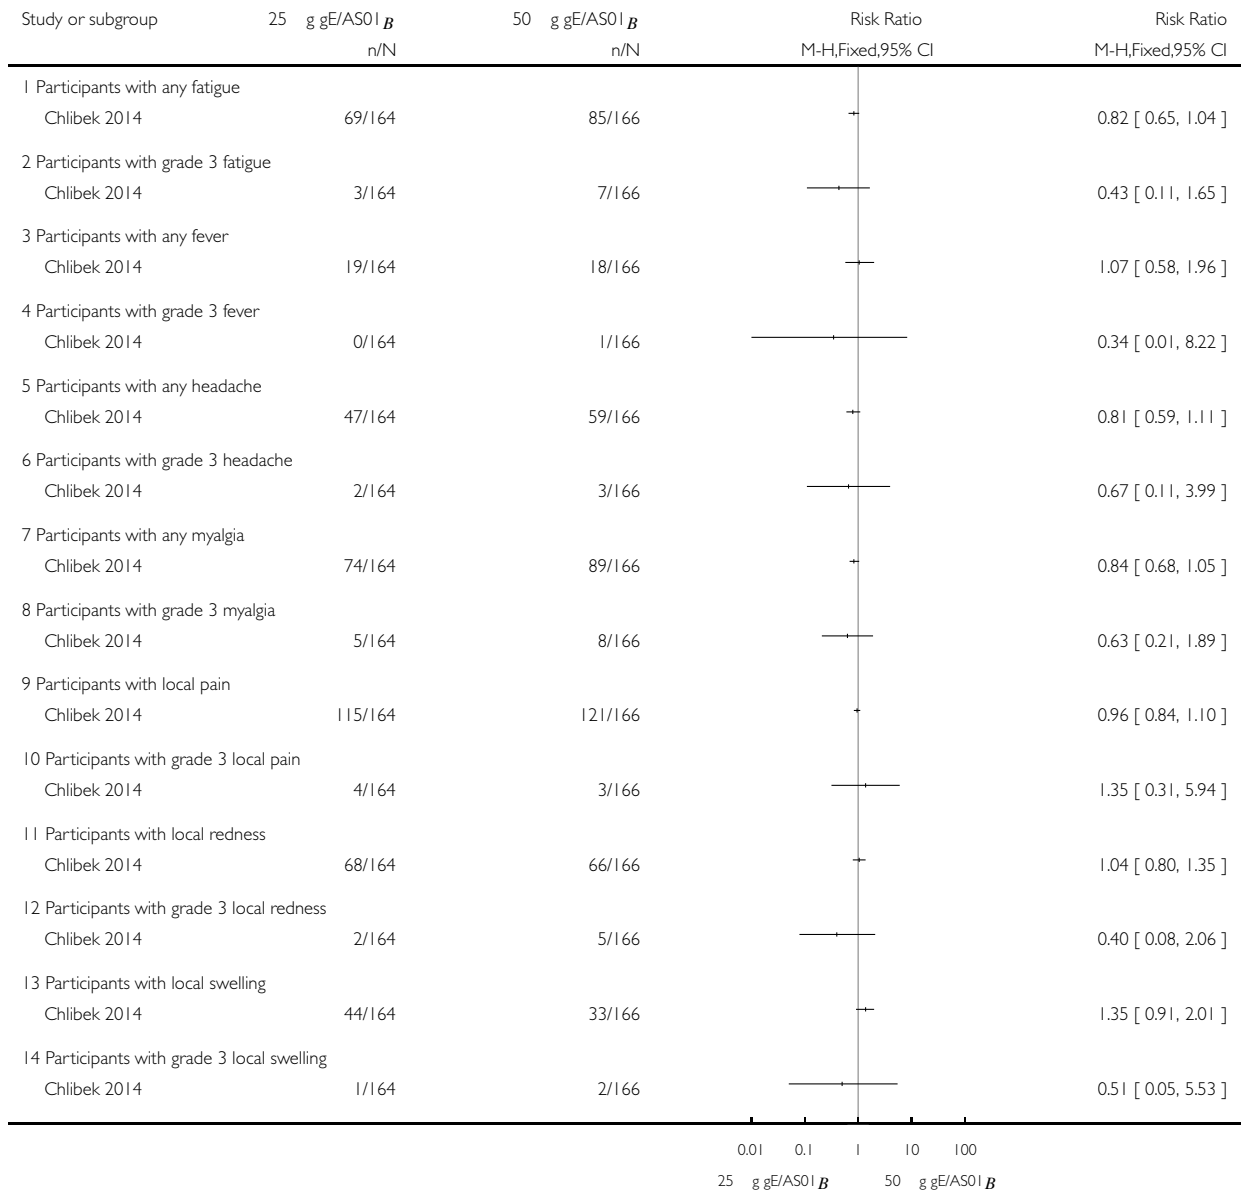 Study or subgroup 25 g gE/AS01B 50 g gE/AS01B Risk Ratio Risk Ratio
n/N n/N M-H,Fixed,95% CI M-H,Fixed,95% CI
1 Participants with any fatigue
Chlibek 2014 69/164 85/166 0.82 [ 0.65, 1.04 ]
2 Participants with grade 3 fatigue
Chlibek 2014 3/164 7/166 0.43 [ 0.11, 1.65 ]
3 Participants with any fever
Chlibek 2014 19/164 18/166 1.07 [ 0.58, 1.96 ]
4 Participants with grade 3 fever
Chlibek 2014 0/164 1/166 0.34 [ 0.01, 8.22 ]
5 Participants with any headache
Chlibek 2014 47/164 59/166 0.81 [ 0.59, 1.11 ]
6 Participants with grade 3 headache
Chlibek 2014 2/164 3/166 0.67 [ 0.11, 3.99 ]
7 Participants with any myalgia
Chlibek 2014 74/164 89/166 0.84 [ 0.68, 1.05 ]
8 Participants with grade 3 myalgia
Chlibek 2014 5/164 8/166 0.63 [ 0.21, 1.89 ]
9 Participants with local pain
Chlibek 2014 115/164 121/166 0.96 [ 0.84, 1.10 ]
10 Participants with grade 3 local pain
Chlibek 2014 4/164 3/166 1.35 [ 0.31, 5.94 ]
11 Participants with local redness
Chlibek 2014 68/164 66/166 1.04 [ 0.80, 1.35 ]
12 Participants with grade 3 local redness
Chlibek 2014 2/164 5/166 0.40 [ 0.08, 2.06 ]
13 Participants with local swelling
Chlibek 2014 44/164 33/166 1.35 [ 0.91, 2.01 ]
14 Participants with grade 3 local swelling
Chlibek 2014 1/164 2/166 0.51 [ 0.05, 5.53 ]
0.01 0.1 1 10 100
25 g gE/AS01B 50 g gE/AS01B